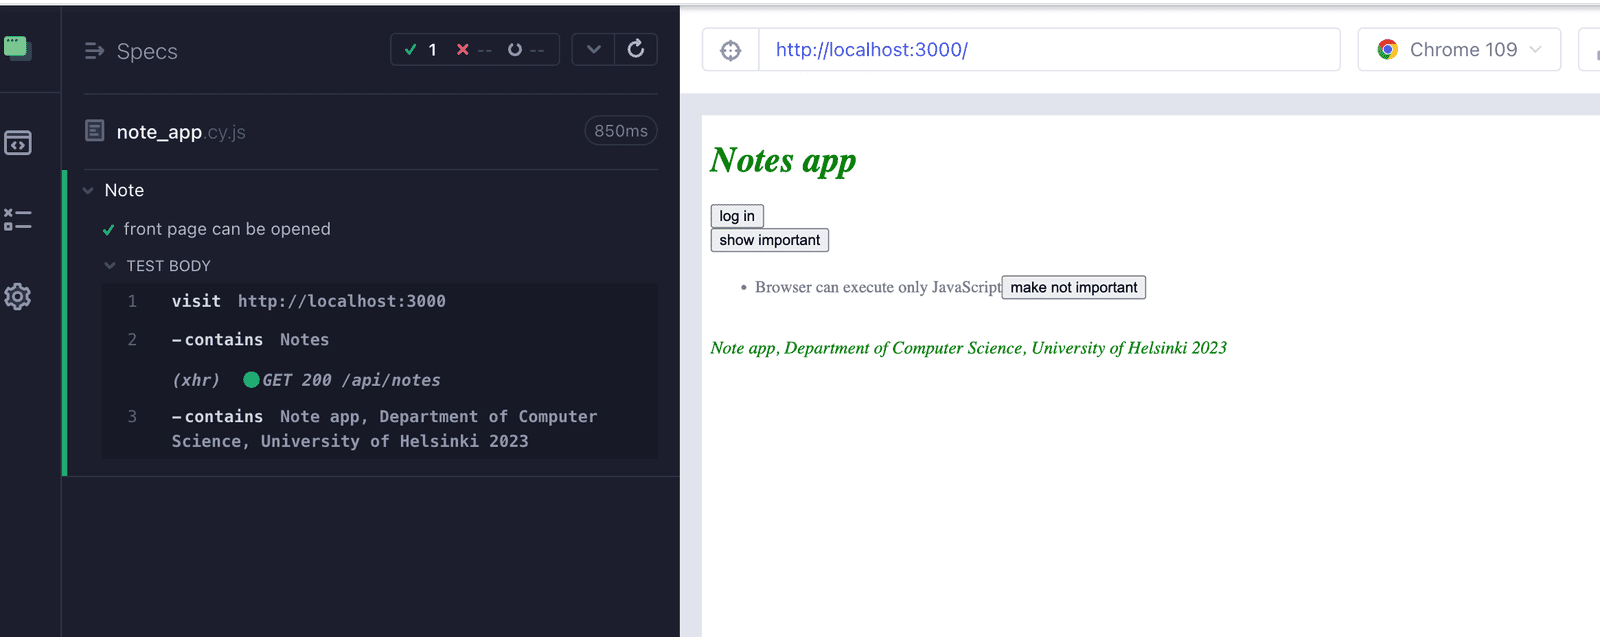 Specs
1 -- --
note_app.cy.js
850ms
Note
front page can be opened
TEST BODY
1 visit http://localhost:3000
2 -contains Notes
(xhr) GET 200 /api/notes
3 -contains Note app, Department of Computer
Science, University of Helsinki 2023
http://localhost:3000/
Chrome 109
Notes app
log in
show important
• Browser can execute only JavaScript make not important
Note app, Department of Computer Science, University of Helsinki 2023